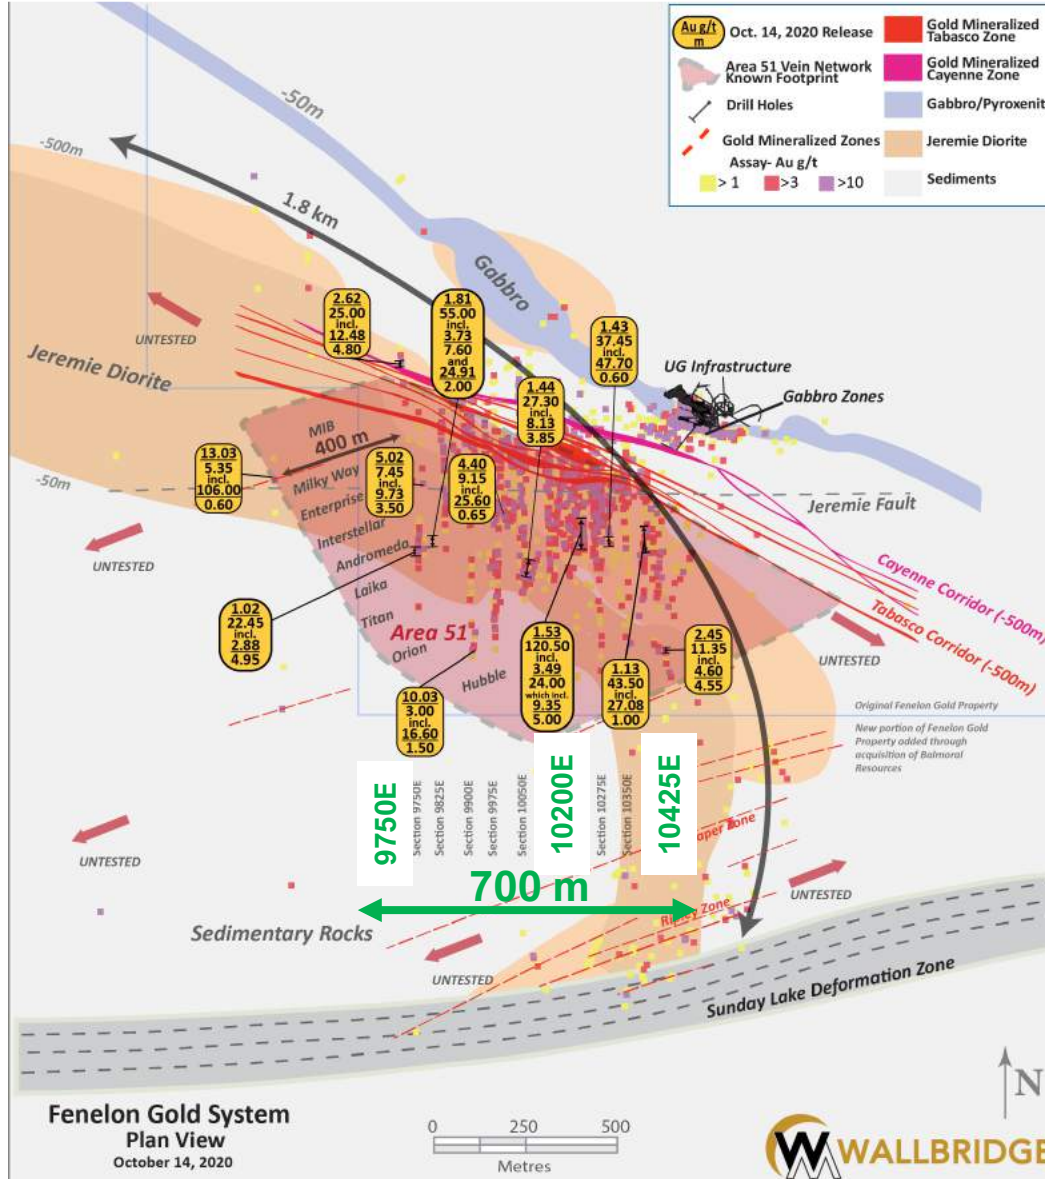 Au g/t
m
Oct. 14, 2020 Release
Area 51 Vein Network
Known Footprint
Drill Holes
Gold Mineralized Zones
Assay- Au g/t
> 1
>3
>10
Gold Mineralized
Tabasco Zone
Gold Mineralized
Cayenne Zone
Gabbro/Pyroxenit
Jeremie Diorite
Sediments
-50m
-500m
1.8 km
Gabbro
UNTESTED
Jeremie Diorite
2.62
25.00
incl.
12.48
4.80
1.81
55.00
incl.
3.73
7.60
and
24.91
2.00
1.43
37.45
incl
47.70
0.60
1.44
27.30
incl.
8.13
3.85
UG Infrastructure
Gabbro Zones
MIB
400 m
13.03
5.35
incl.
106.00
0.60
5.02
7.45
incl.
9.73
3.50
4.40
9.15
incl.
25.60
0.65
-50m
Milky Way
Enterprise
Interstellar
Andromeda
Laika
Titan
Orion
Hubble
Area 51
Jeremie Fault
UNTESTED
Cayenne Corridor (-500m)
Tabasco Corridor (-500m)
1.02
22.45
incl.
2.88
4.95
10.03
3.00
incl.
16.60
1.50
1.53
120.50
incl.
3.49
24.00
which incl.
9.35
5.00
1.13
43.50
incl.
27.08
1.00
2.45
11.35
incl.
4.60
4.55
UNTESTED
Original Fenelon Gold Property
New portion of Fenelon Gold
Property added through
acquisition of Balmoral
Resources
9750E
Section 9750E
Section 9825E
Section 9900E
Section 9975E
Section 10050E
10200E
Section 10275E
Section 10350E
10425E
aper Zone
700 m
UNTESTED
UNTESTED
Zone
Sedimentary Rocks
UNTESTED
Sunday Lake Deformation Zone
Fenelon Gold System
Plan View
October 14, 2020
0
250
500
Metres
N
WALLBRIDGE